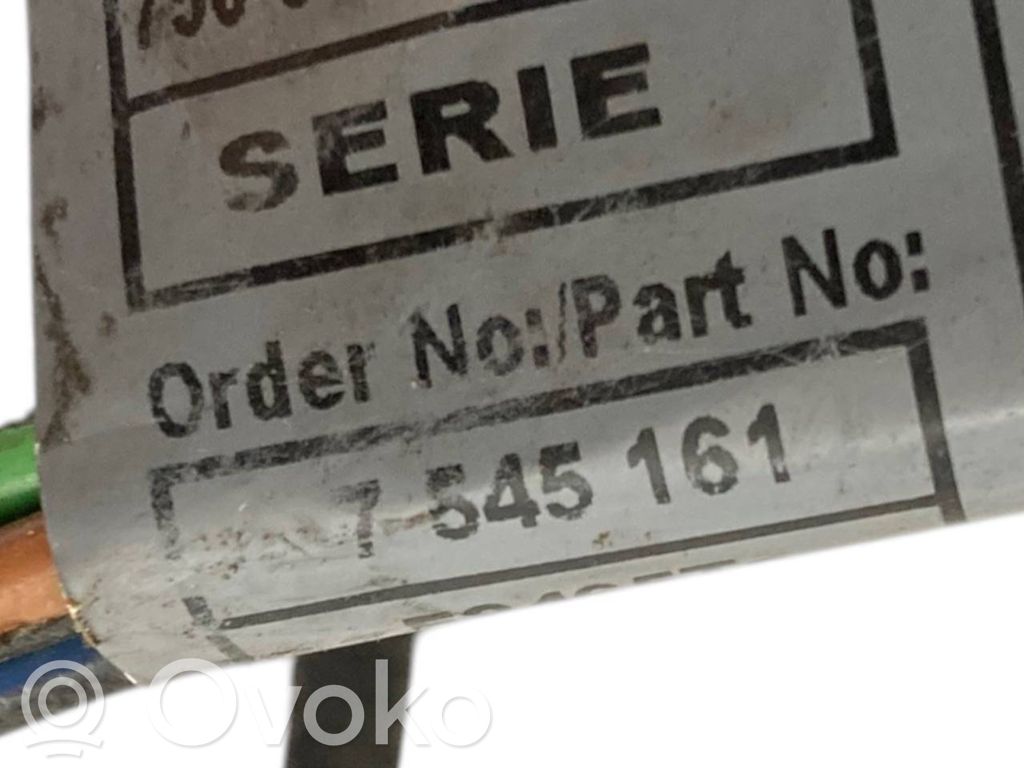 SERIE
Order No:/Part No:
7 545 161
Ovoko